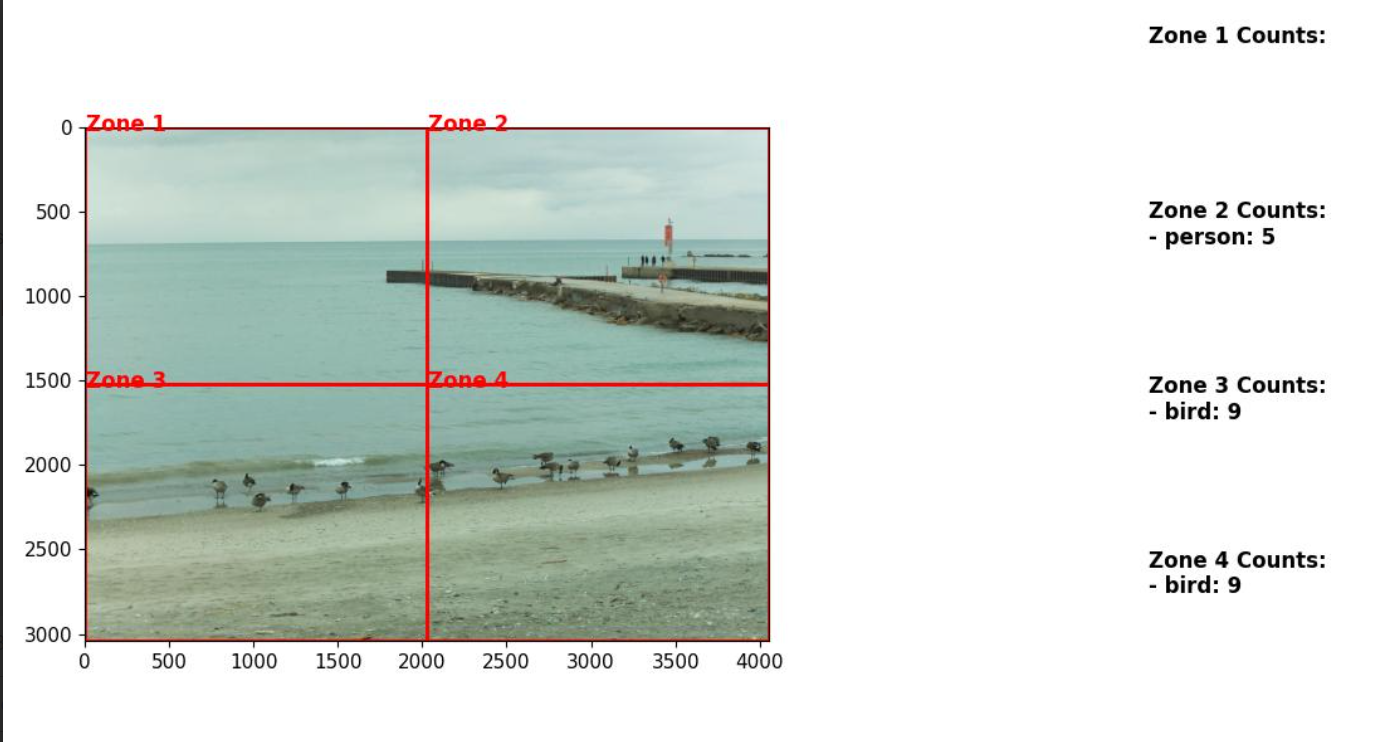 Zone 1 Counts:
Zone 1
Zone 2
0
500
1000
1500
2000
2500
3000
Zone 3
Zone 4
0
500
1000
1500
2000
2500
3000
3500
4000
Zone 2 Counts:
- person: 5
Zone 3 Counts:
- bird: 9
Zone 4 Counts:
- bird: 9